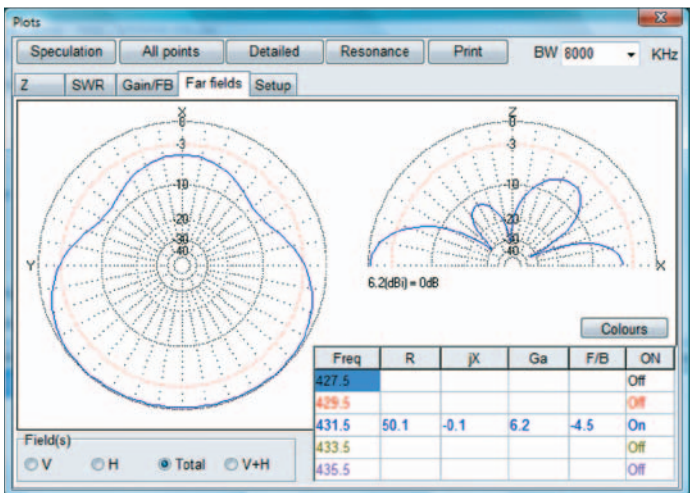 Plots
Speculation All points Detailed Resonance Print BW 8000 KHz
Z SWR Gain/FB Far fields Setup
X
0
-3
-10
-20
-30
-40
Y
Z
0
-3
-10
-20
-30
-40
X
6.2(dBi) = 0dB
Colours
Freq R jX Ga F/B ON
427.5 Off
429.5 Off
431.5 50.1 -0.1 6.2 -4.5 On
433.5 Off
435.5 Off
Field(s)
V H Total V+H